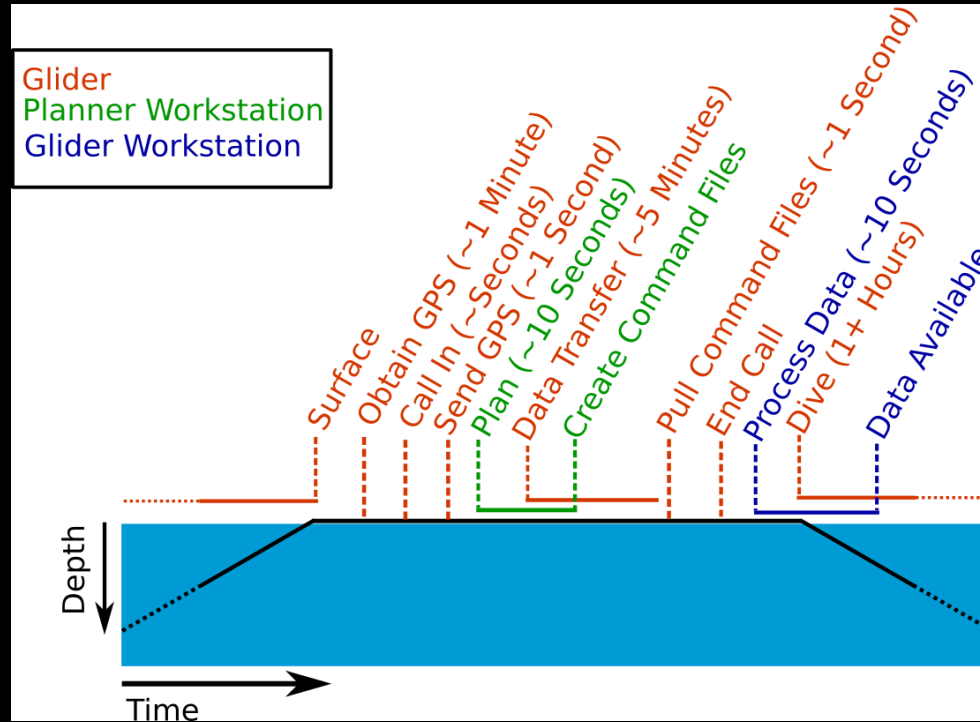 Glider
Planner Workstation
Glider Workstation
Surface
Obtain GPS (~1 Minute)
Call In (~Seconds)
Send GPS (~1 Second)
Plan (~10 Seconds)
Data Transfer (~5 Minutes)
Create Command Files
Pull Command Files (~1 Second)
End Call
Process Data (~10 Seconds)
Dive (1+ Hours)
Data Available
Depth
Time